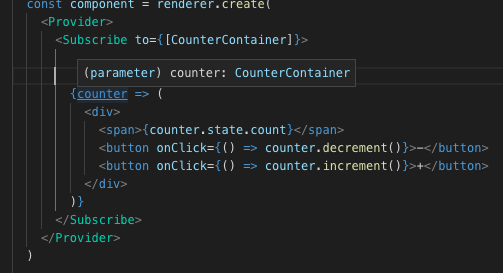 const component = renderer.create(
<Provider>
<Subscribe to={[CounterContainer]}>
(parameter) counter: CounterContainer
{counter => (
<div>
<span>{counter.state.count}</span>
<button onClick={() => counter.decrement()}>-</button>
<button onClick={() => counter.increment()}>+</button>
</div>
)}
</Subscribe>
</Provider>
)